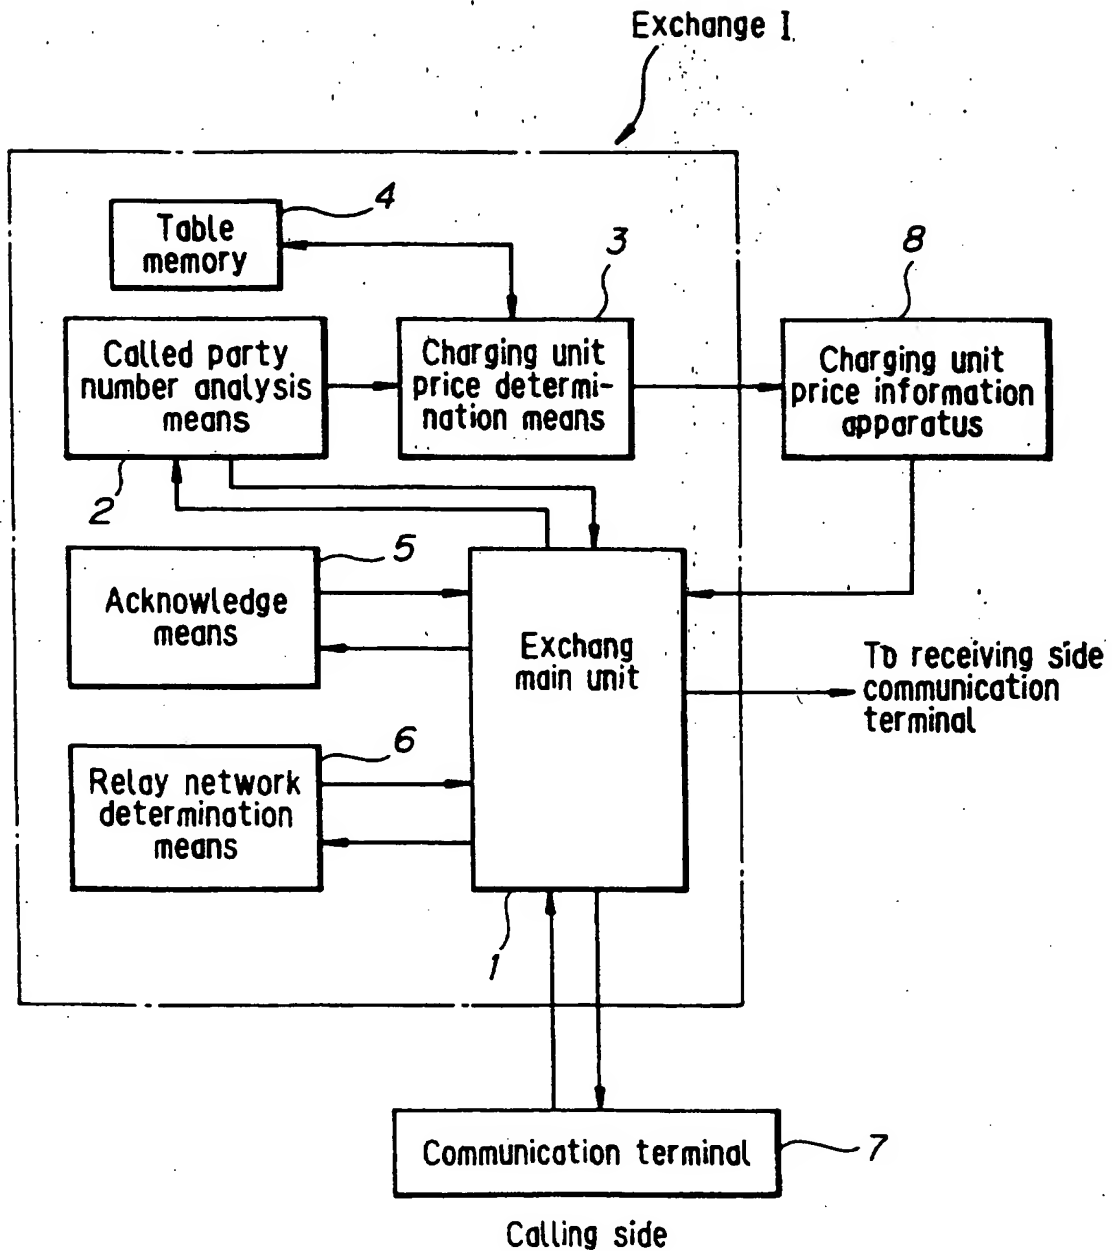 Exchange I
4
Table
memory
3
8
Called party
number analysis
means
Charging unit
price determi-
nation means
Charging unit
price information
apparatus
2
5
Acknowledge
means
Exchang
main unit
To receiving side
communication
terminal
6
Relay network
determination
means
1
Communication terminal
7
Calling side